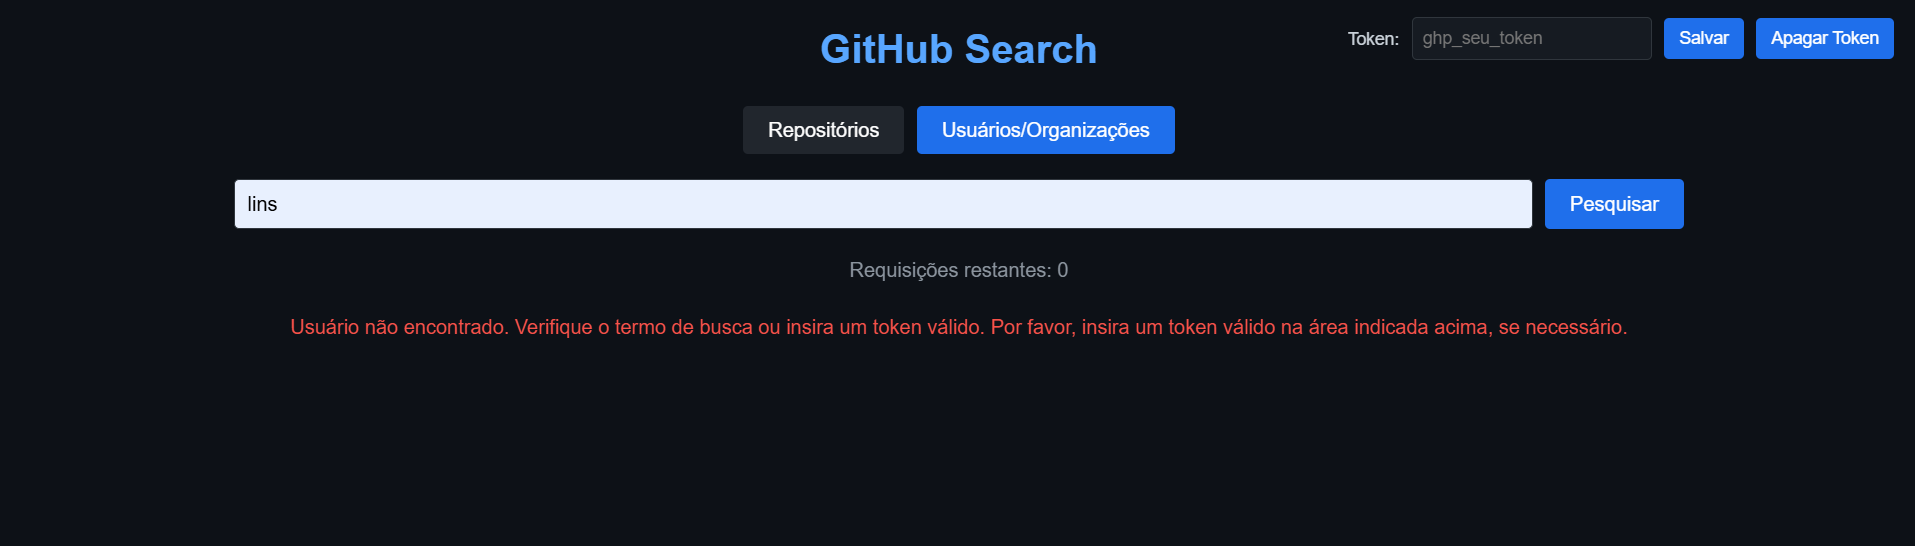 GitHub Search
Token: ghp_seu_token Salvar Apagar Token
Repositórios Usuários/Organizações
lins Pesquisar
Requisições restantes: 0
Usuário não encontrado. Verifique o termo de busca ou insira um token válido. Por favor, insira um token válido na área indicada acima, se necessário.